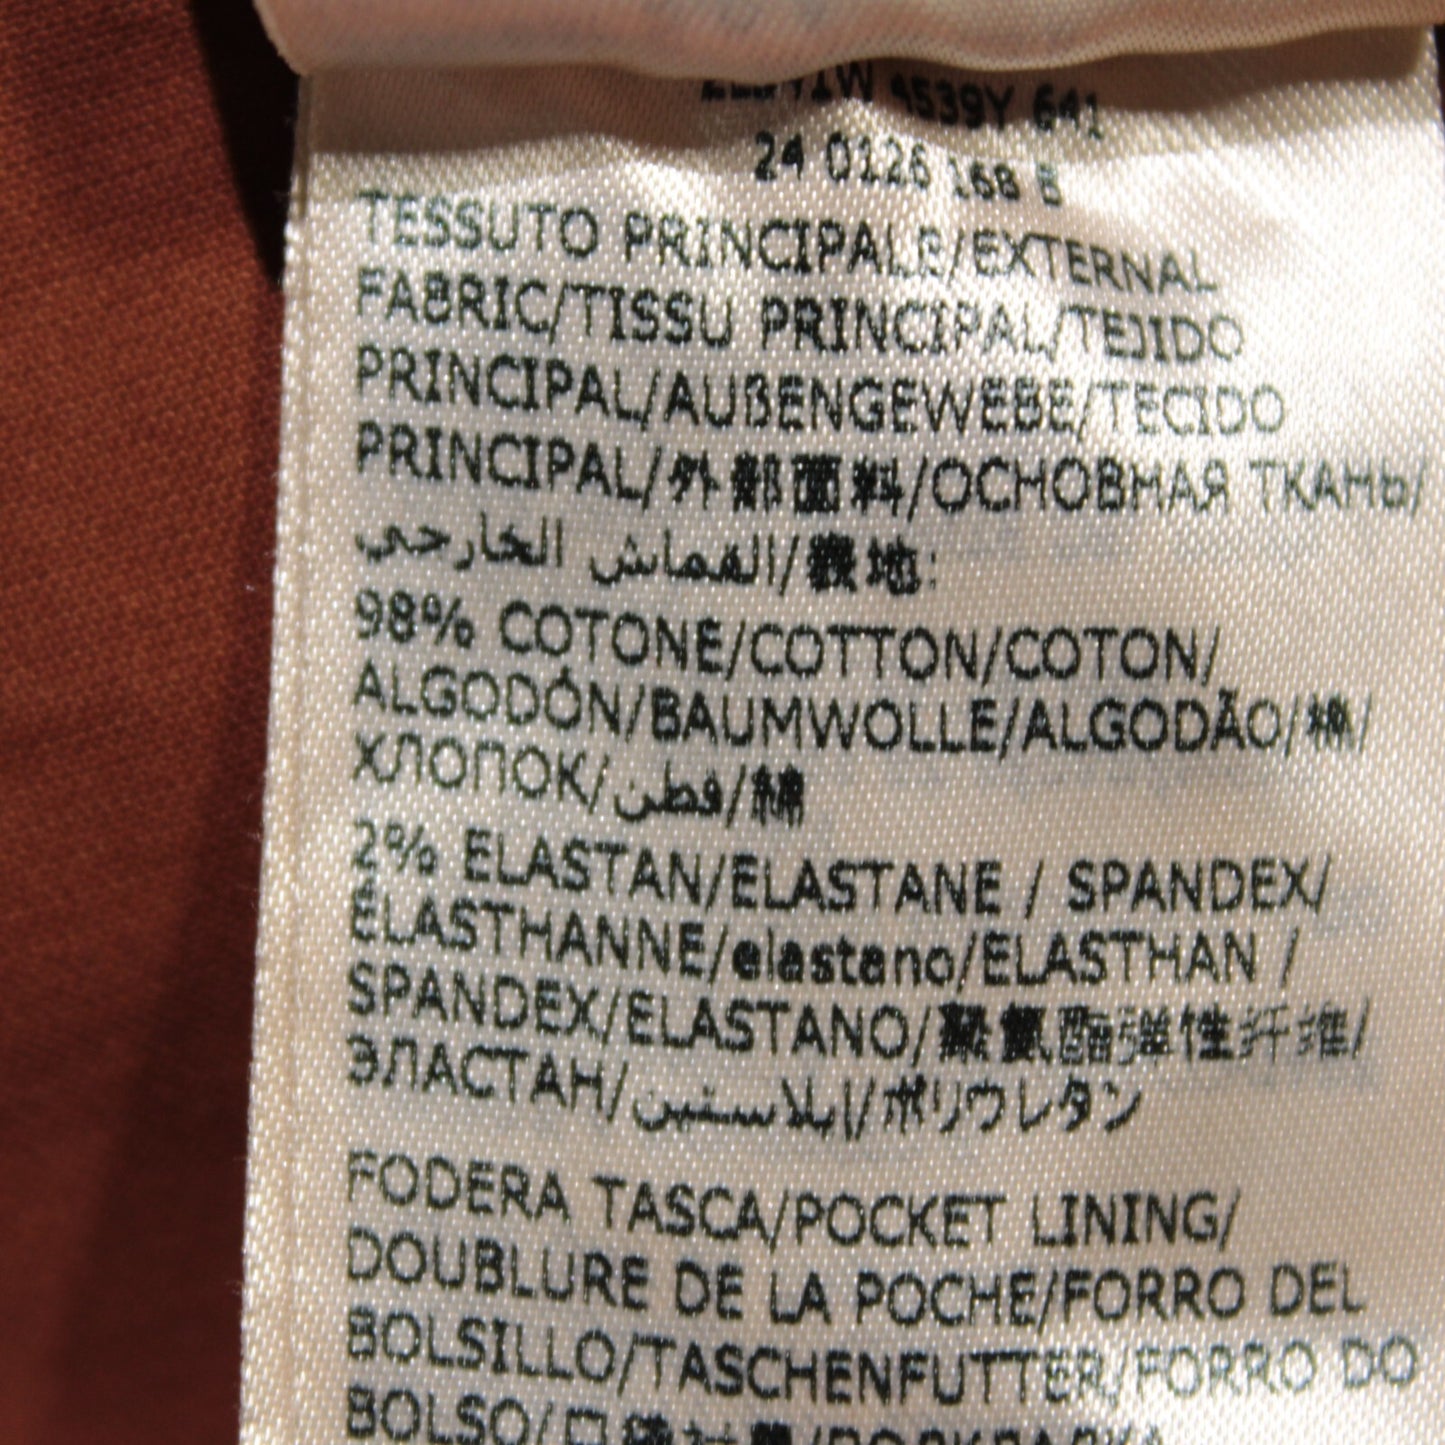 4539Y 641
24 0126 168 B
TESSUTO PRINCIPALE/EXTERNAL
FABRIC/TISSU PRINCIPAL/TEJIDO
PRINCIPAL/AUßENGEWEBE/TECIDO
PRINCIPAL/外部面料/ОСНОВНАЯ ТКАНЬ/
القماش الخارجي/表地:
98% COTONE/COTTON/COTON/
ALGODÓN/BAUMWOLLE/ALGODÃO/棉/
ХЛОПОК/قطن/綿
2% ELASTAN/ELASTANE / SPANDEX/
ÉLASTHANNE/elastano/ELASTHAN /
SPANDEX/ELASTANO/聚氨酯弹性纤维/
ЭЛАСТАН/إيلاستين/ポリウレタン
FODERA TASCA/POCKET LINING/
DOUBLURE DE LA POCHE/FORRO DEL
BOLSILLO/TASCHENFUTTER/FORRO DO
BOLSO/